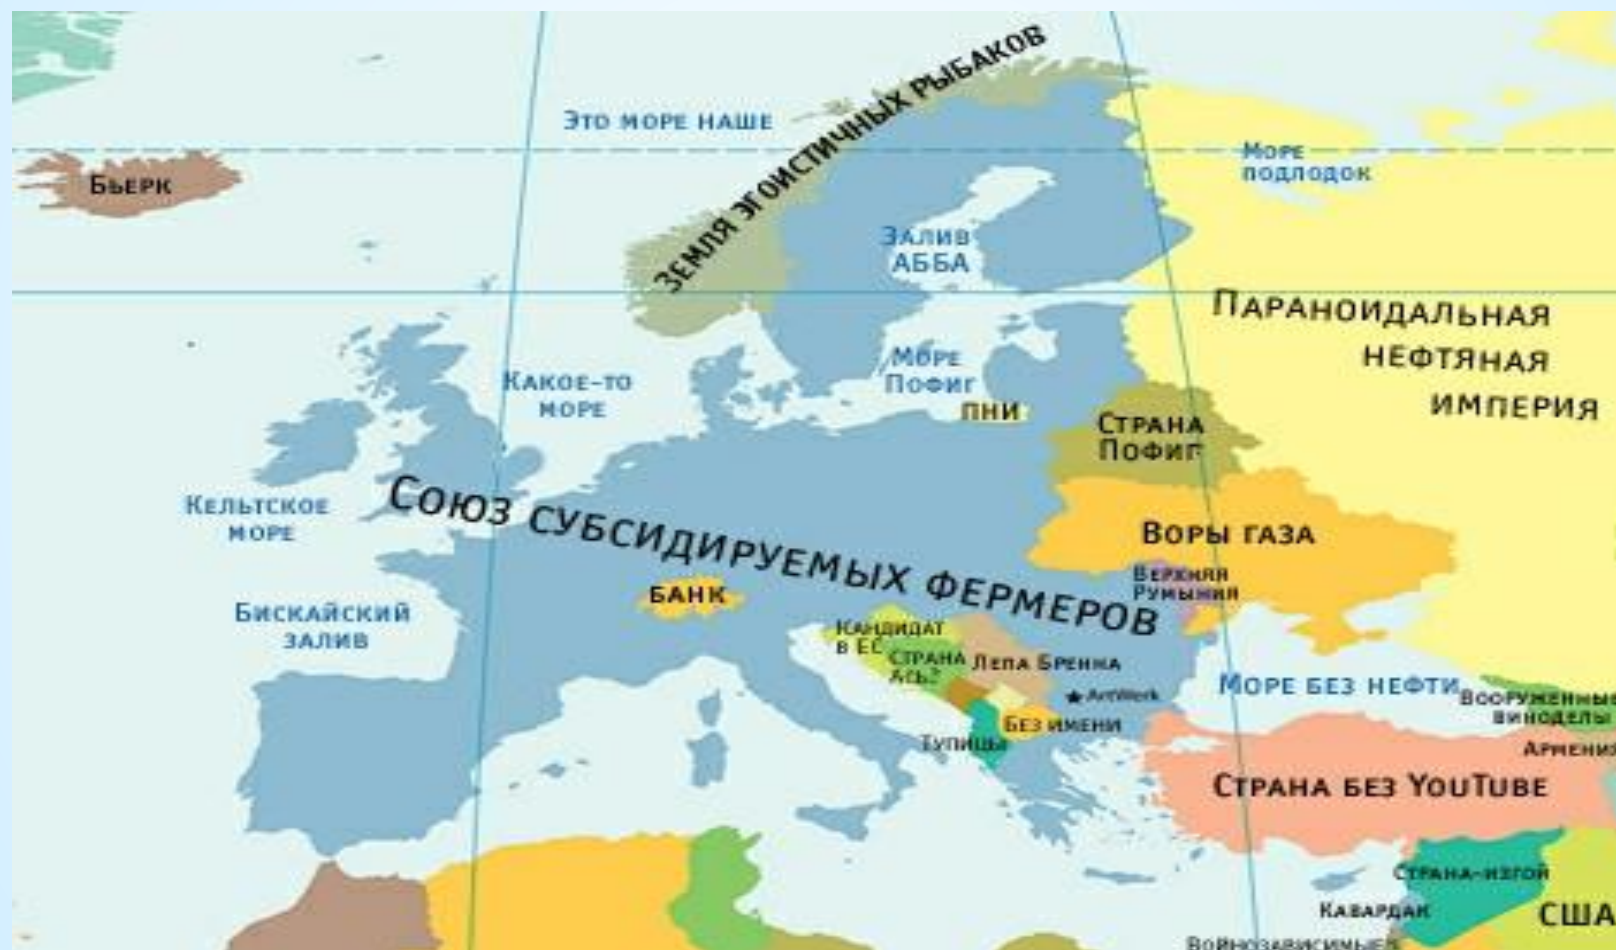 ЗЕМЛЯ ЭГОИСТИЧНЫХ РЫБАКОВ
ЭТО МОРЕ НАШЕ
МОРЕ
ПОДЛОДОК
БЬЕРК
ЗАЛИВ
АББА
ПАРАНОИДАЛЬНАЯ
НЕФТЯНАЯ
ИМПЕРИЯ
МОРЕ
ПОФИГ
КАКОЕ-ТО
МОРЕ
ПНИ
СТРАНА
ПОФИГ
КЕЛЬТСКОЕ
МОРЕ
СОЮЗ СУБСИДИРУЕМЫХ ФЕРМЕРОВ
ВОРЫ ГАЗА
ВЕРХНЯЯ
РУМЫНИЯ
БАНК
БИСКАЙСКИЙ
ЗАЛИВ
КАНДИДАТ
В ЕС
СТРАНА
АСЬ?
ЛЕПА БРЕННА
МОРЕ БЕЗ НЕФТИ
ArtWerk
ВООРУЖЕННЫЕ
ВИНОДЕЛЫ
БЕЗ ИМЕНИ
ТУПИЦЫ
АРМЕНИЯ
СТРАНА БЕЗ YOUTUBE
СТРАНА-ИЗГОЙ
КАВАРДАК
США
ВОЙНОЗАВИСИМЫЕ